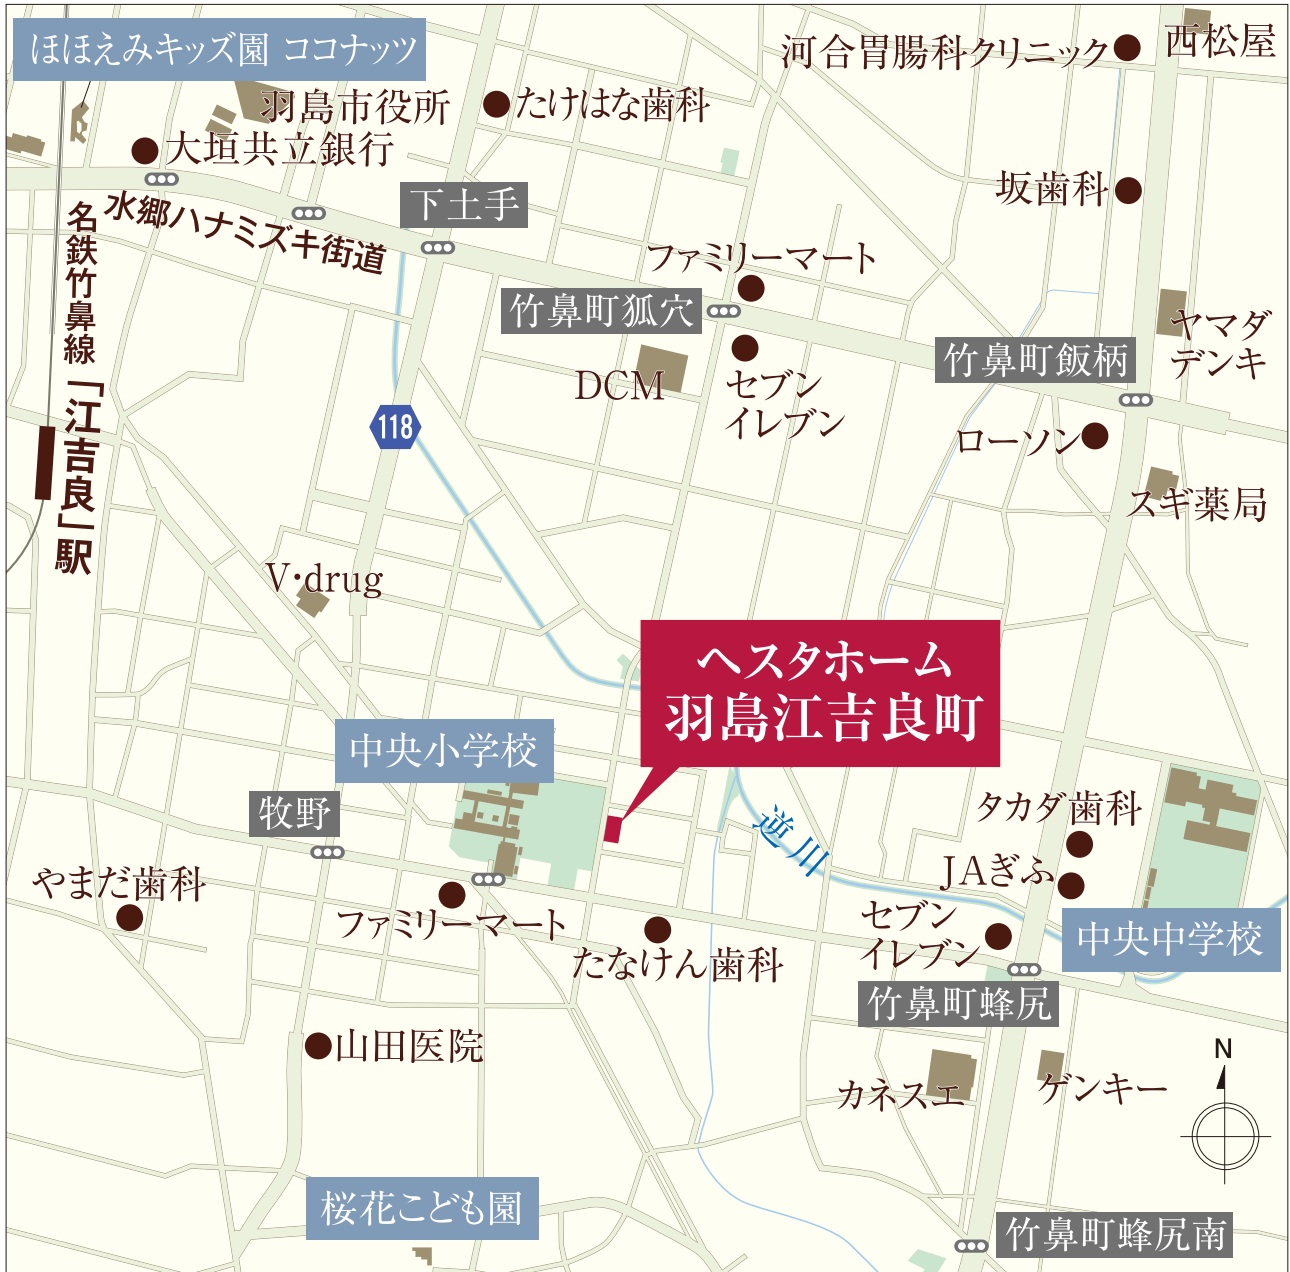 ほほえみキッズ園 ココナッツ
河合胃腸科クリニック
西松屋
羽島市役所
たけはな歯科
大垣共立銀行
坂歯科
下土手
水郷ハナミズキ街道
名鉄竹鼻線「江吉良」駅
ファミリーマート
竹鼻町狐穴
ヤマダ
デンキ
竹鼻町飯柄
DCM
セブン
イレブン
118
ローソン
スギ薬局
V・drug
ヘスタホーム
羽島江吉良町
中央小学校
牧野
逆川
タカダ歯科
JAぎふ
やまだ歯科
ファミリーマート
たなけん歯科
セブン
イレブン
中央中学校
竹鼻町蜂尻
山田医院
カネスエ
ゲンキー
N
桜花こども園
竹鼻町蜂尻南